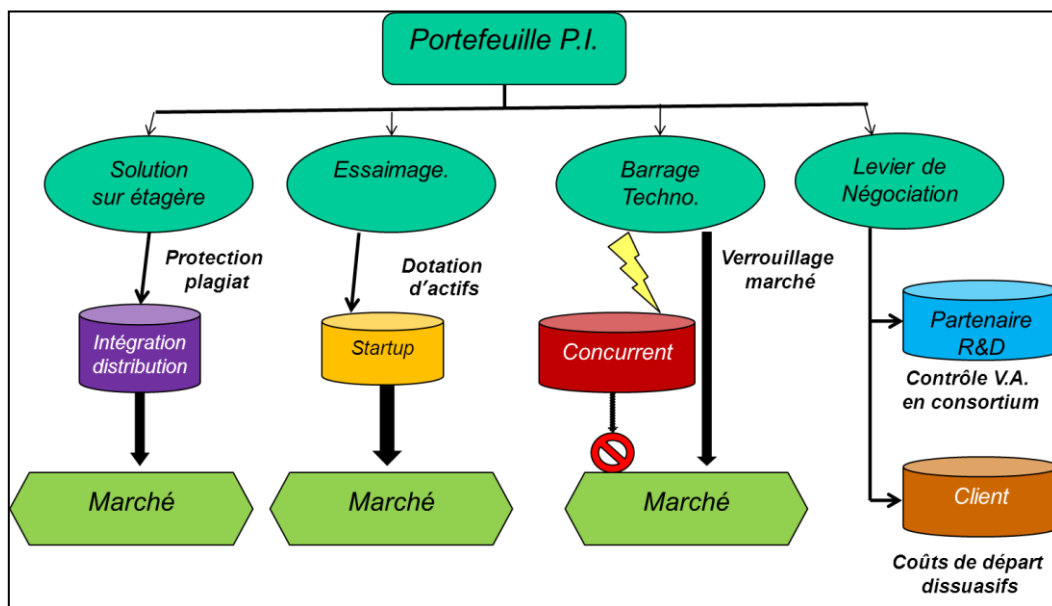 Portefeuille P.I.
Solution
sur étagère
Essaimage.
Barrage
Techno.
Levier de
Négociation
Protection
plagiat
Dotation
d'actifs
Verrouillage
marché
Intégration
distribution
Startup
Concurrent
Partenaire
R&D
Contrôle V.A.
en consortium
Marché
Marché
Marché
Client
Coûts de départ
dissuasifs